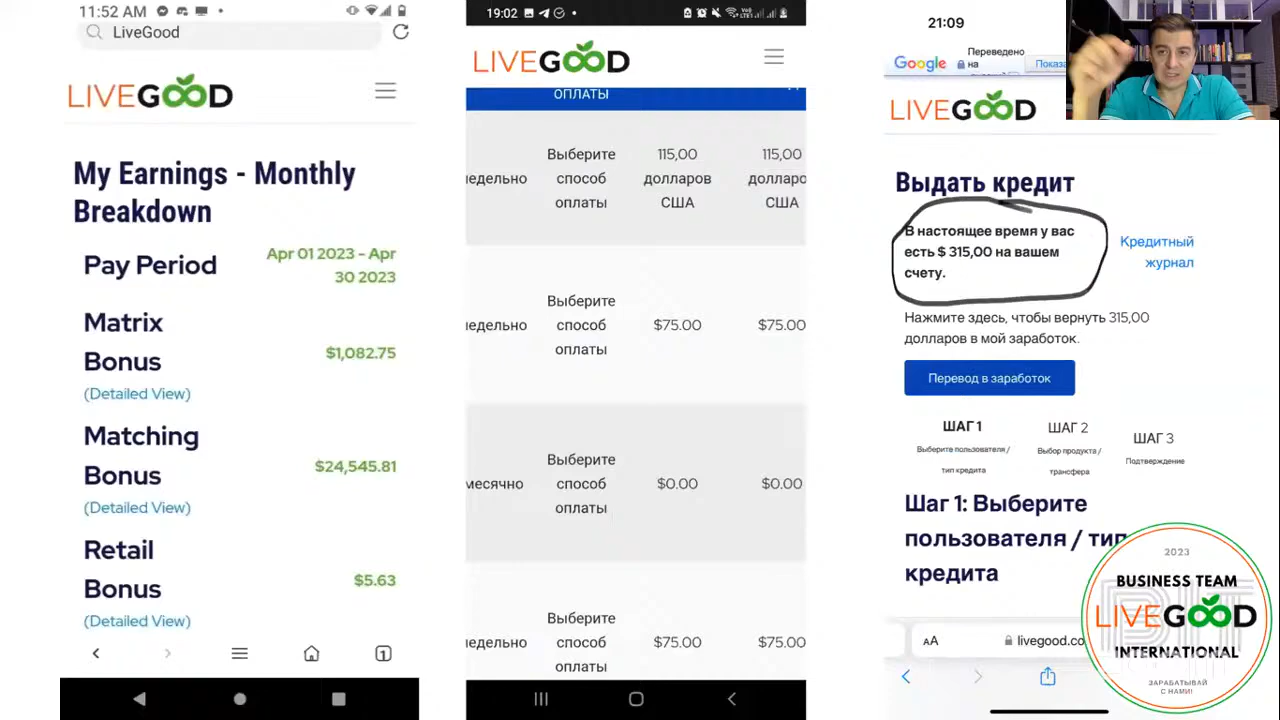 11:52 AM
LiveGood
LIVEGOOD
My Earnings - Monthly
Breakdown
Pay Period
Apr 01 2023 - Apr
30 2023
Matrix
Bonus
$1,082.75
(Detailed View)
Matching
Bonus
$24,545.81
(Detailed View)
Retail
Bonus
$5.63
(Detailed View)
1
19:02
LIVEGOOD
ОПЛАТЫ
Выберите
способ
оплаты
115,00
долларов
США
115,00
долларо
США
недельно
Выберите
способ
оплаты
$75.00
$75.00
недельно
Выберите
способ
оплаты
$0.00
$0.00
месячно
Выберите
способ
оплаты
$75.00
$75.00
недельно
21:09
Google
Переведено
на
Показа
LIVEGOOD
Выдать кредит
В настоящее время у вас
есть $ 315,00 на вашем
счету.
Кредитный
журнал
Нажмите здесь, чтобы вернуть 315,00
долларов в мой заработок.
Перевод в заработок
ШАГ 1
Выберите пользователя /
тип кредита
ШАГ 2
Выбор продукта /
трансфера
ШАГ 3
Подтверждение
Шаг 1: Выберите
пользователя / тип
кредита
AA
livegood.co
2023
BUSINESS TEAM
LIVEGOOD
INTERNATIONAL
ЗАРАБАТЫВАЙ
С НАМИ!